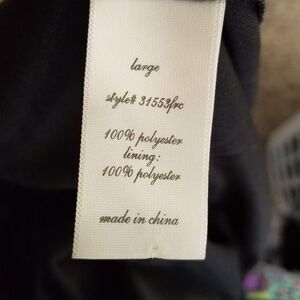 large
style# 31553frc
100% polyester
lining:
100% polyester
made in china